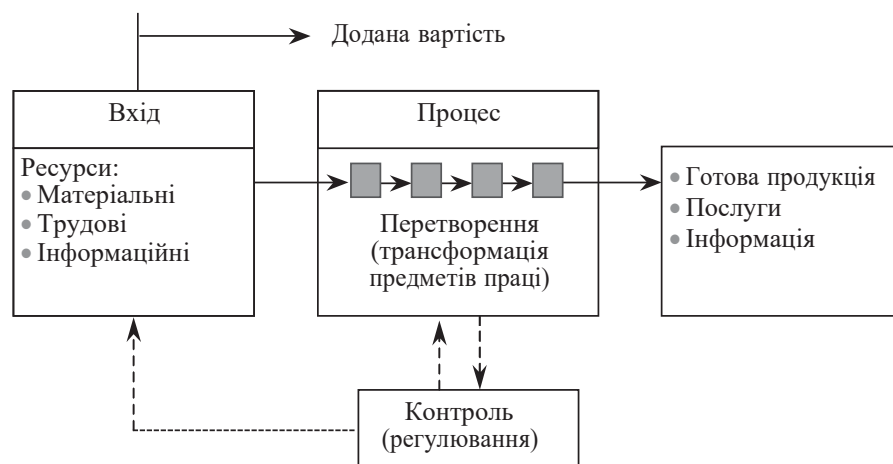 Додана вартість
Вхід
Ресурси:
Матеріальні
Трудові
Інформаційні
Процес
Перетворення
(трансформація
предметів праці)
Готова продукція
Послуги
Інформація
Контроль
(регулювання)